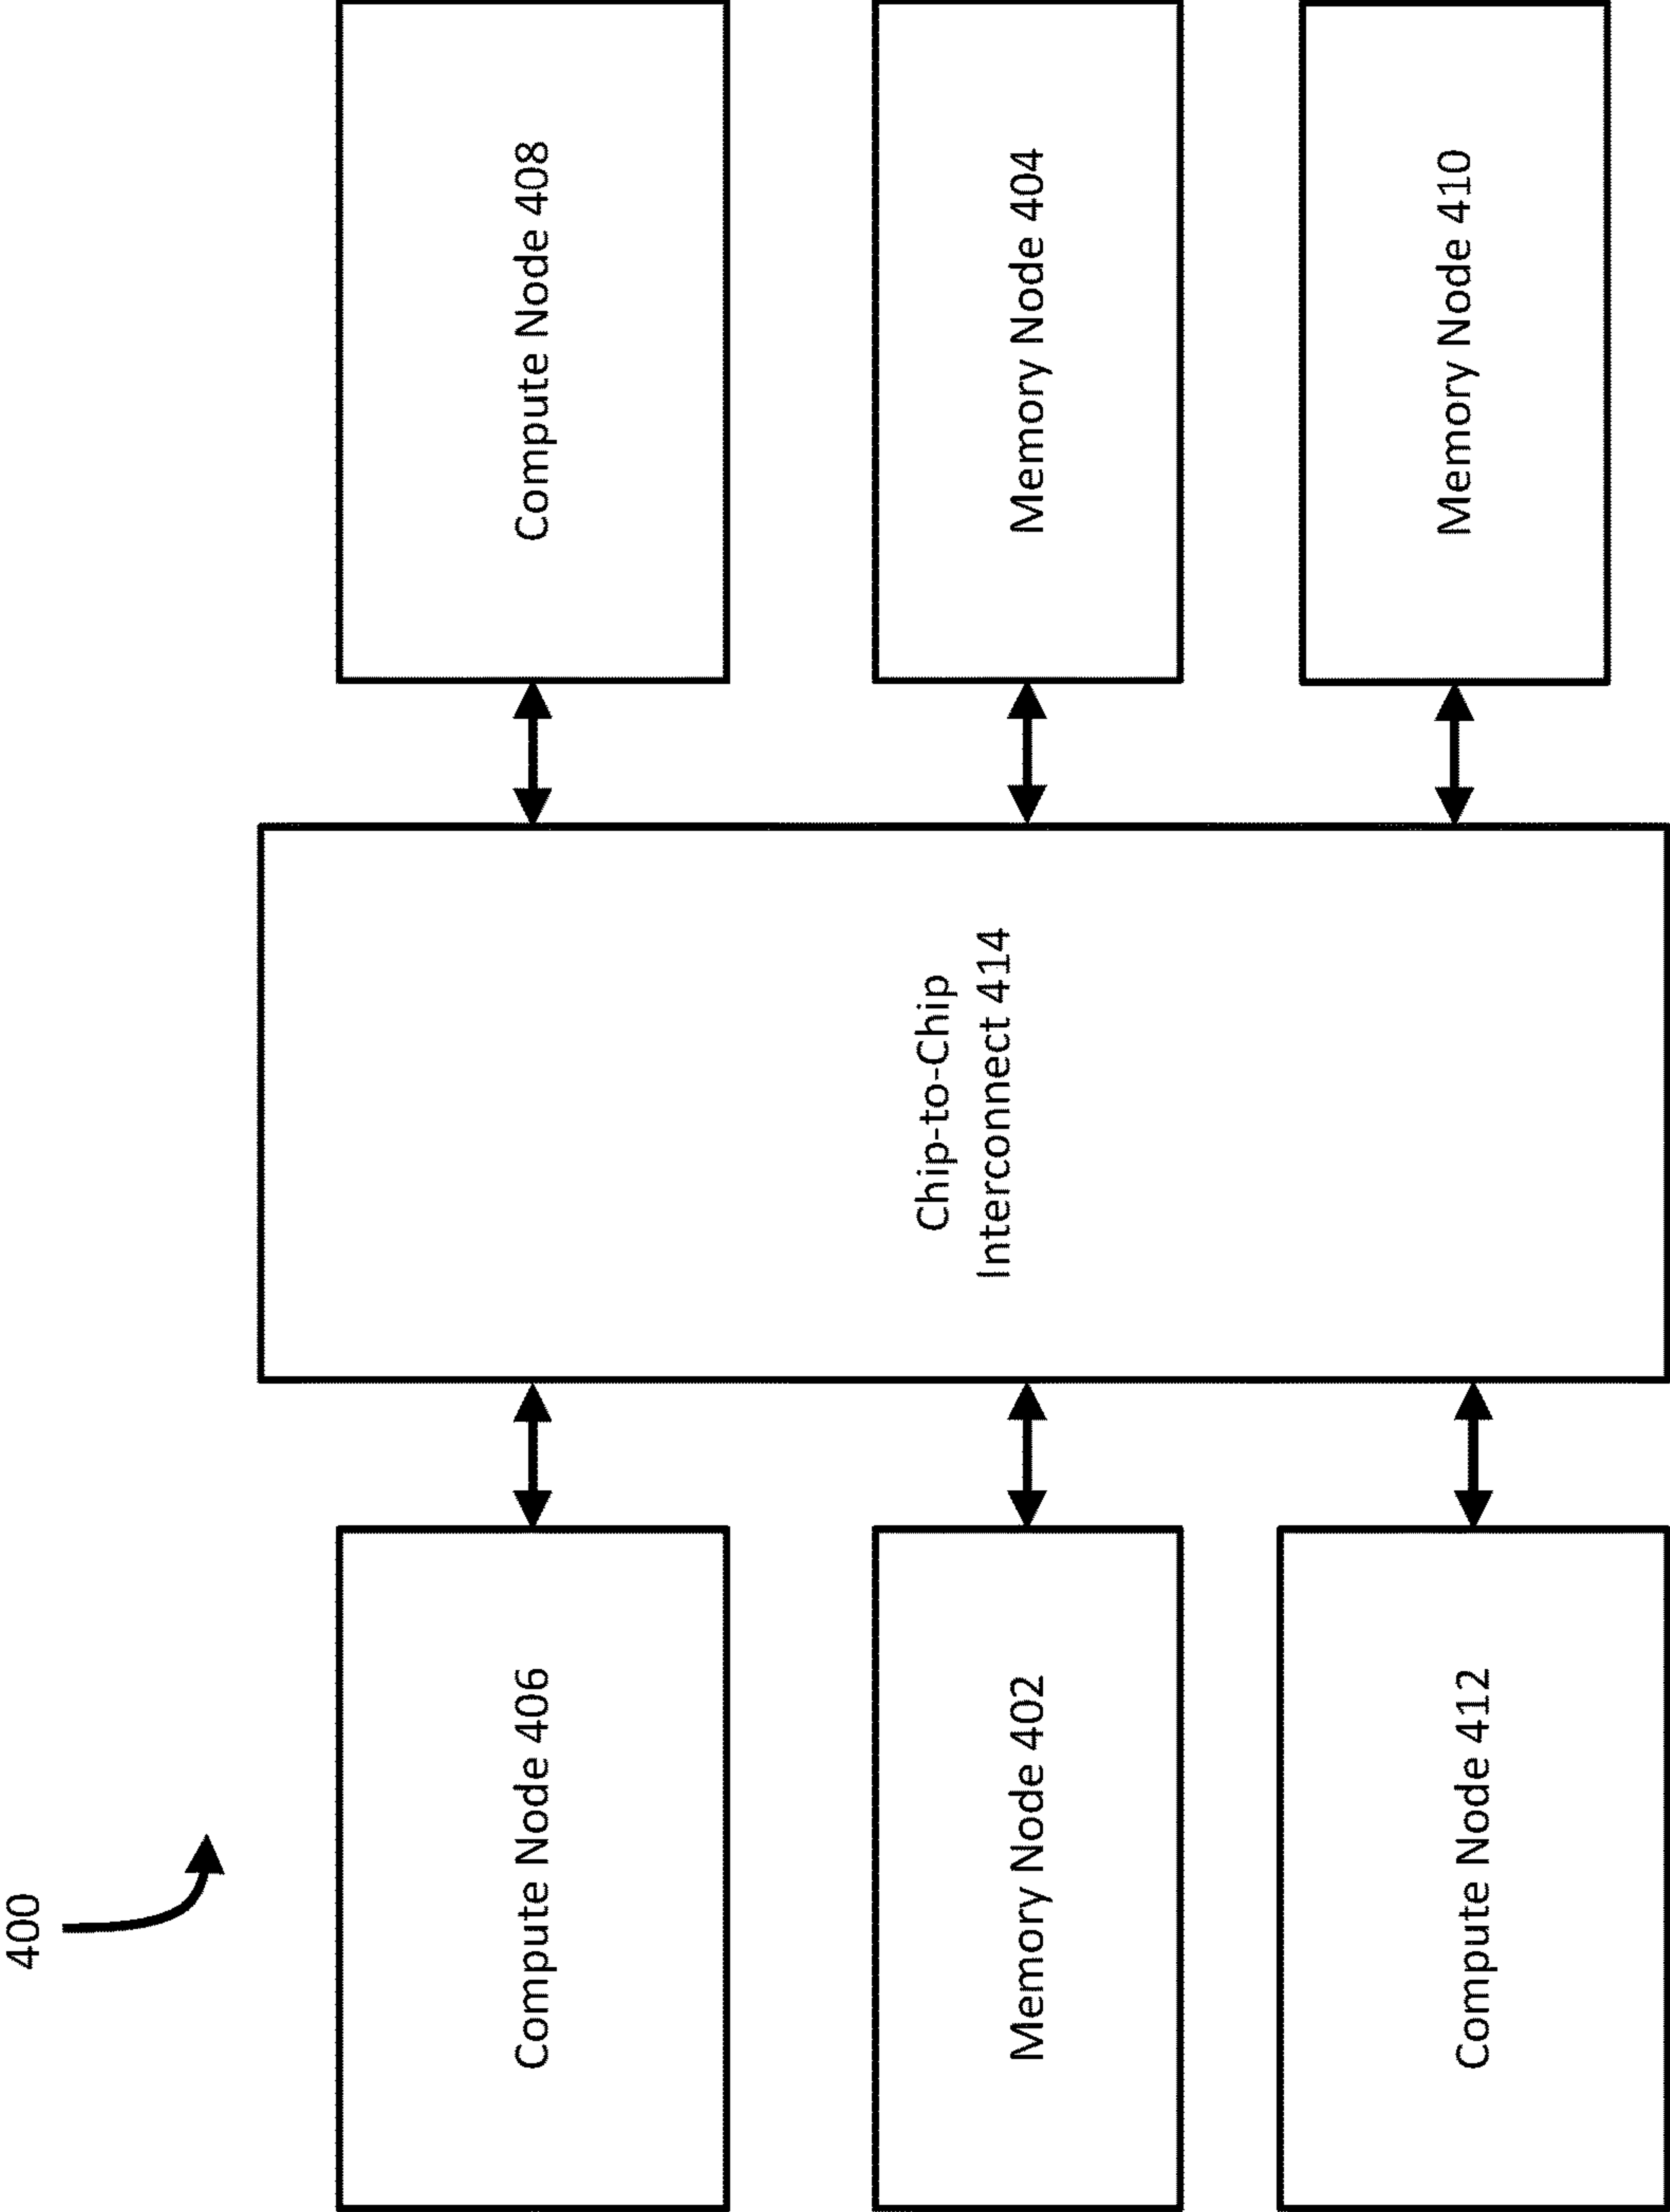 400
Compute Node 406
Compute Node 408
Memory Node 402
Chip-to-Chip
Interconnect 414
Memory Node 404
Compute Node 412
Memory Node 410